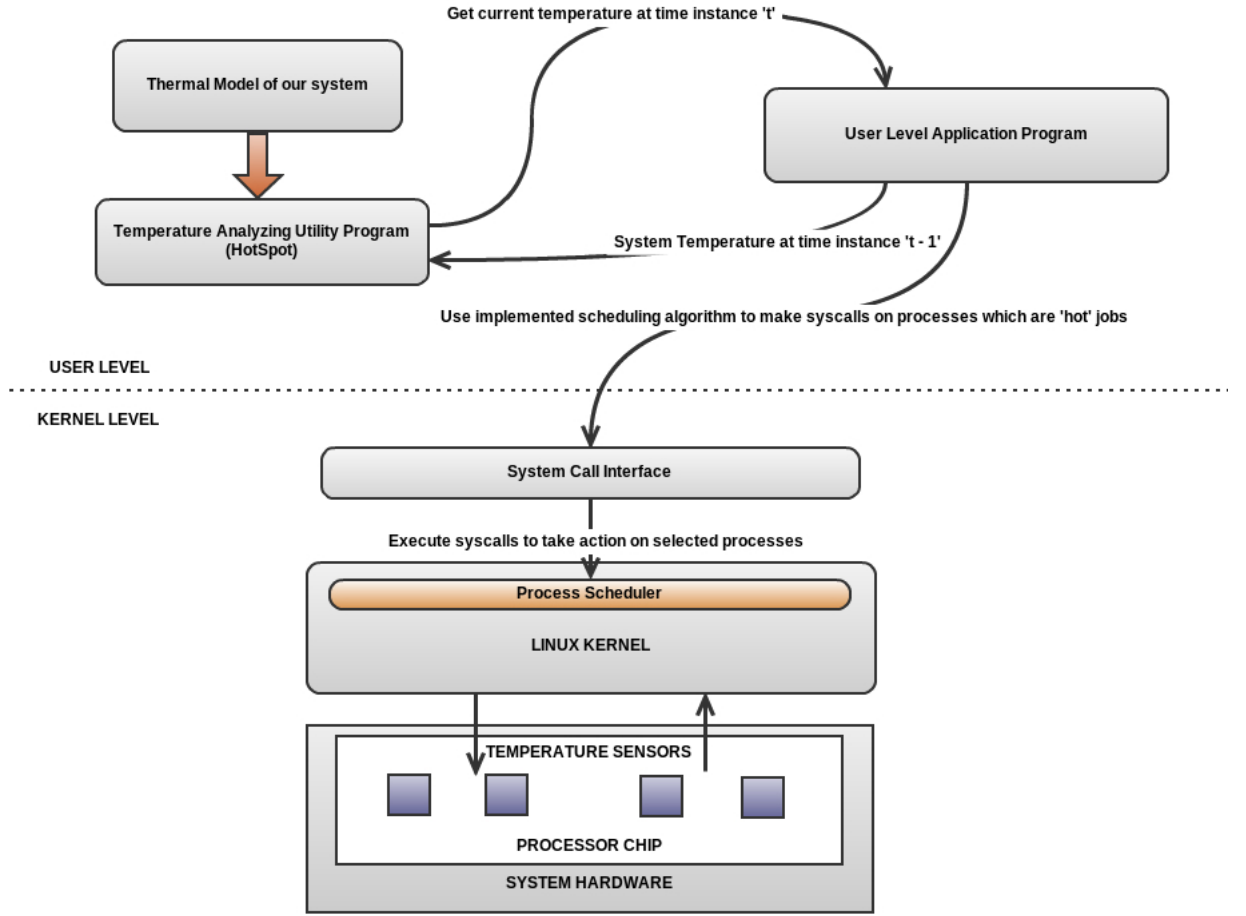 Get current temperature at time instance 't'
Thermal Model of our system
User Level Application Program
Temperature Analyzing Utility Program
(HotSpot)
System Temperature at time instance 't - 1'
Use implemented scheduling algorithm to make syscalls on processes which are 'hot' jobs
USER LEVEL
KERNEL LEVEL
System Call Interface
Execute syscalls to take action on selected processes
Process Scheduler
LINUX KERNEL
TEMPERATURE SENSORS
PROCESSOR CHIP
SYSTEM HARDWARE